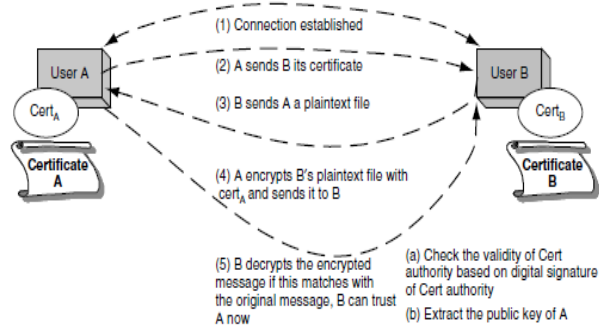 (1) Connection established
User A
User B
(2) A sends B its certificate
(3) B sends A a plaintext file
CertA
CertB
Certificate
A
Certificate
B
(4) A encrypts B's plaintext file with
certA and sends it to B
(5) B decrypts the encrypted
message if this matches with
the original message, B can trust
A now
(a) Check the validity of Cert
authority based on digital signature
of Cert authority
(b) Extract the public key of A